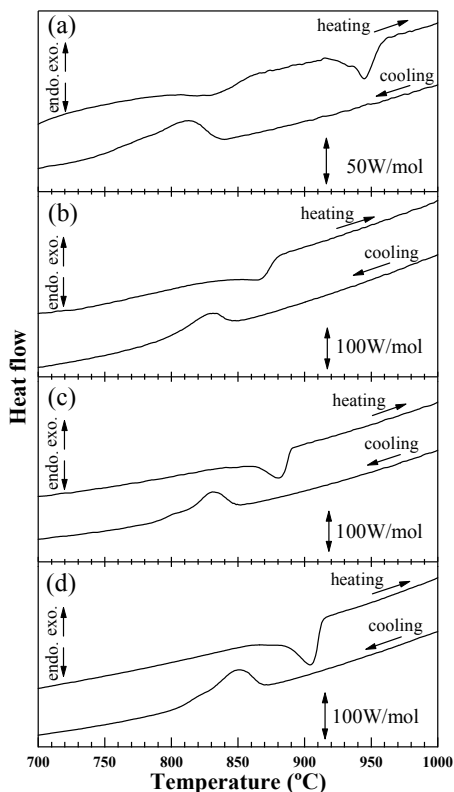 (a)
heating
endo. exo.
cooling
50W/mol
(b)
heating
endo. exo.
cooling
100W/mol
Heat flow
(c)
heating
endo. exo.
cooling
100W/mol
(d)
heating
endo. exo.
cooling
100W/mol
700 750 800 850 900 950 1000
Temperature (ºC)